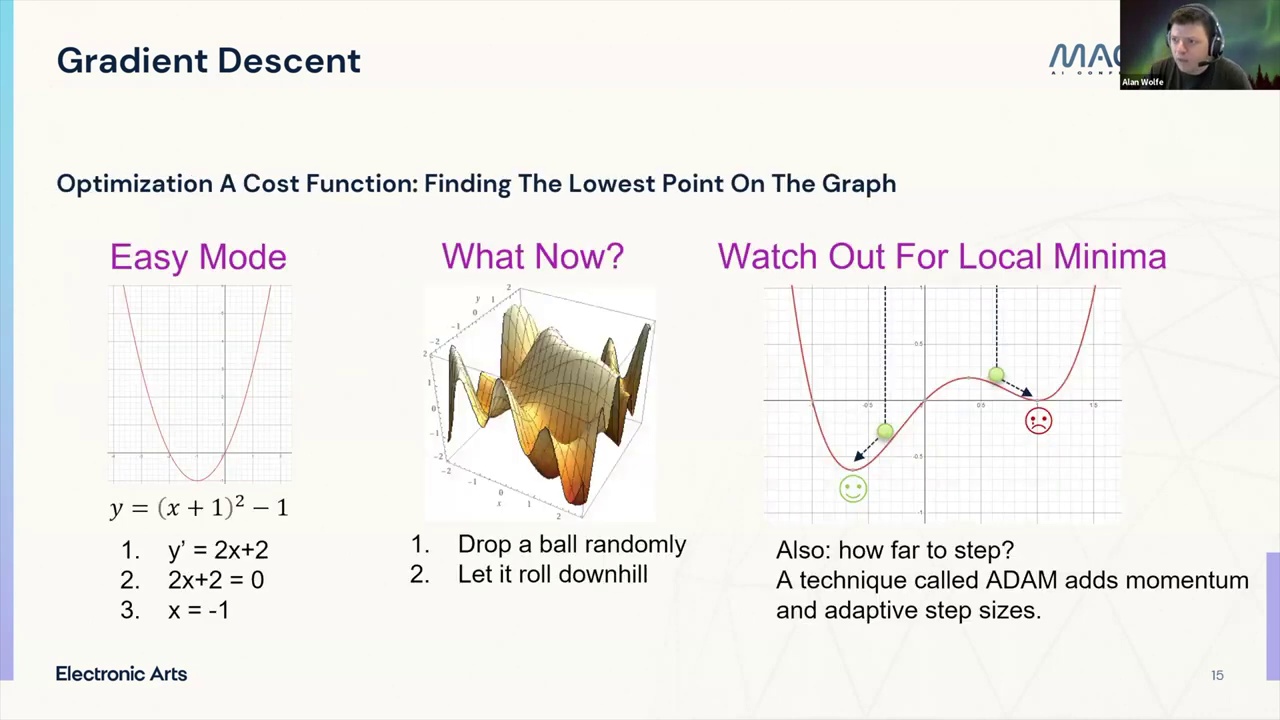 Gradient Descent
Alan Wolfe
Optimization A Cost Function: Finding The Lowest Point On The Graph
Easy Mode
y = (x + 1)² − 1
1. y’ = 2x+2
2. 2x+2 = 0
3. x = -1
What Now?
1. Drop a ball randomly
2. Let it roll downhill
Watch Out For Local Minima
Also: how far to step?
A technique called ADAM adds momentum
and adaptive step sizes.
Electronic Arts
15